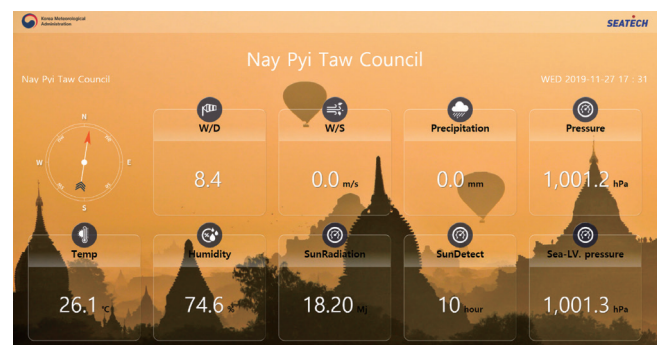 Korea Meteorological
Administration
SEATECH
Nay Pyi Taw Council
Nay Pyi Taw Council
WED 2019-11-27 17 : 31
N
W
E
S
W/D
8.4
W/S
0.0 m/s
Precipitation
0.0 mm
Pressure
1,001.2 hPa
Temp
26.1 ℃
Humidity
74.6 %
SunRadiation
18.20 Mj
SunDetect
10 hour
Sea-LV. pressure
1,001.3 hPa